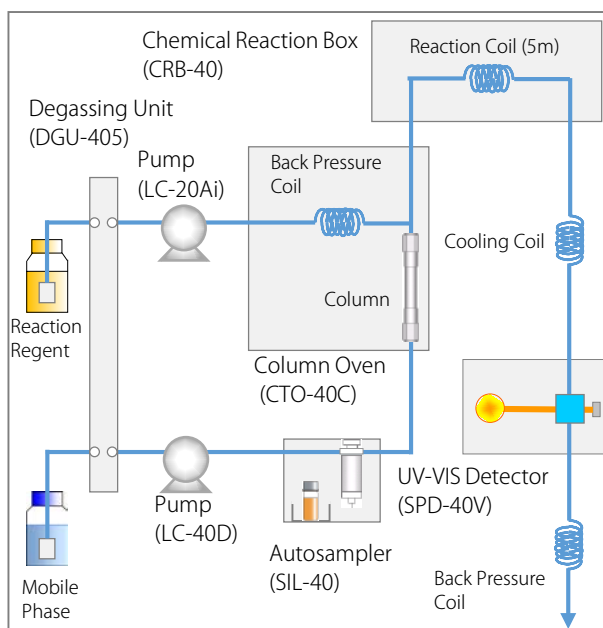 Chemical Reaction Box
(CRB-40)
Reaction Coil (5m)
Degassing Unit
(DGU-405)
Pump
(LC-20Ai)
Back Pressure
Coil
Cooling Coil
Column
Reaction
Regent
Column Oven
(CTO-40C)
UV-VIS Detector
(SPD-40V)
Pump
(LC-40D)
Autosampler
(SIL-40)
Mobile
Phase
Back Pressure
Coil